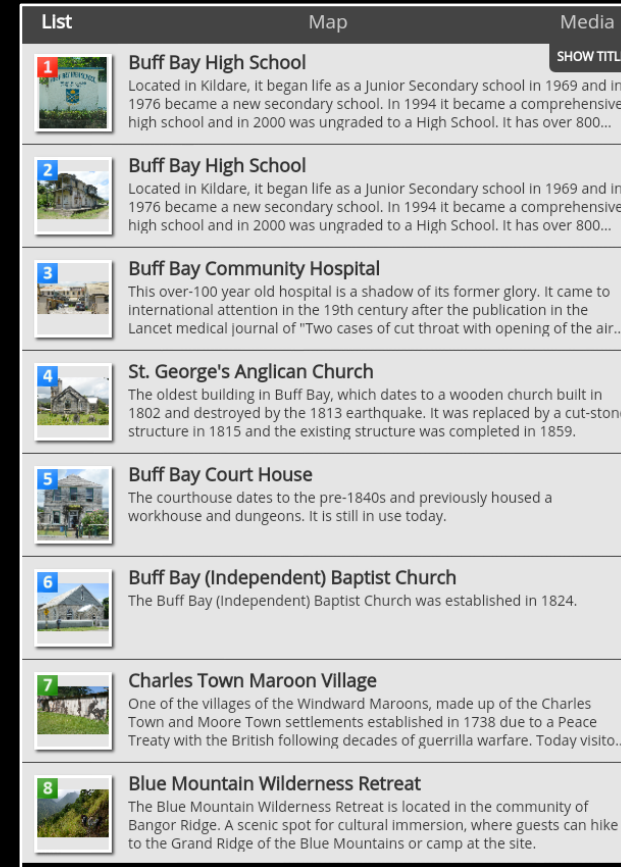 List Map Media
SHOW TITL
1
Buff Bay High School
Located in Kildare, it began life as a Junior Secondary school in 1969 and in
1976 became a new secondary school. In 1994 it became a comprehensive
high school and in 2000 was ungraded to a High School. It has over 800...
2
Buff Bay High School
Located in Kildare, it began life as a Junior Secondary school in 1969 and in
1976 became a new secondary school. In 1994 it became a comprehensive
high school and in 2000 was ungraded to a High School. It has over 800...
3
Buff Bay Community Hospital
This over-100 year old hospital is a shadow of its former glory. It came to
international attention in the 19th century after the publication in the
Lancet medical journal of "Two cases of cut throat with opening of the air...
4
St. George's Anglican Church
The oldest building in Buff Bay, which dates to a wooden church built in
1802 and destroyed by the 1813 earthquake. It was replaced by a cut-stone
structure in 1815 and the existing structure was completed in 1859.
5
Buff Bay Court House
The courthouse dates to the pre-1840s and previously housed a
workhouse and dungeons. It is still in use today.
6
Buff Bay (Independent) Baptist Church
The Buff Bay (Independent) Baptist Church was established in 1824.
7
Charles Town Maroon Village
One of the villages of the Windward Maroons, made up of the Charles
Town and Moore Town settlements established in 1738 due to a Peace
Treaty with the British following decades of guerrilla warfare. Today visito...
8
Blue Mountain Wilderness Retreat
The Blue Mountain Wilderness Retreat is located in the community of
Bangor Ridge. A scenic spot for cultural immersion, where guests can hike
to the Grand Ridge of the Blue Mountains or camp at the site.